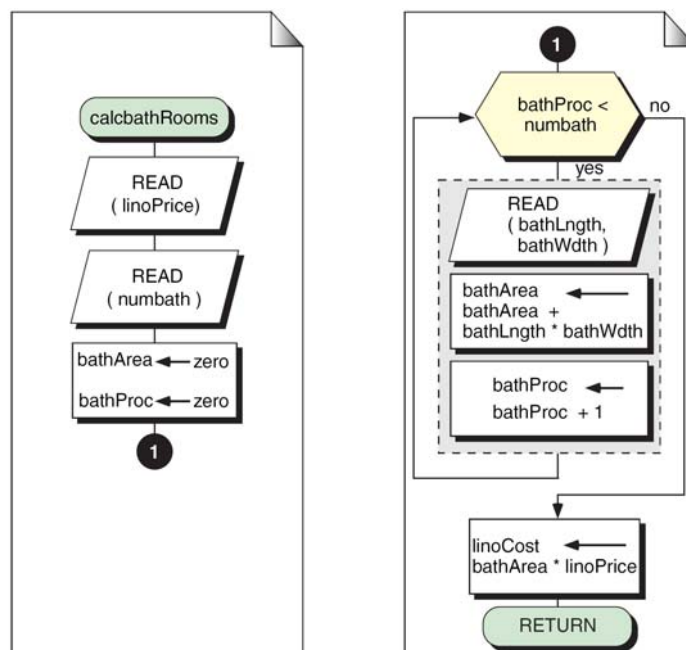 calcbathRooms
READ
( linoPrice)
READ
( numbath )
bathArea zero
bathProc zero
1
1
bathProc <
numbath
no
yes
READ
( bathLngth,
bathWdth )
bathArea
bathArea +
bathLngth * bathWdth
bathProc
bathProc + 1
linoCost
bathArea * linoPrice
RETURN